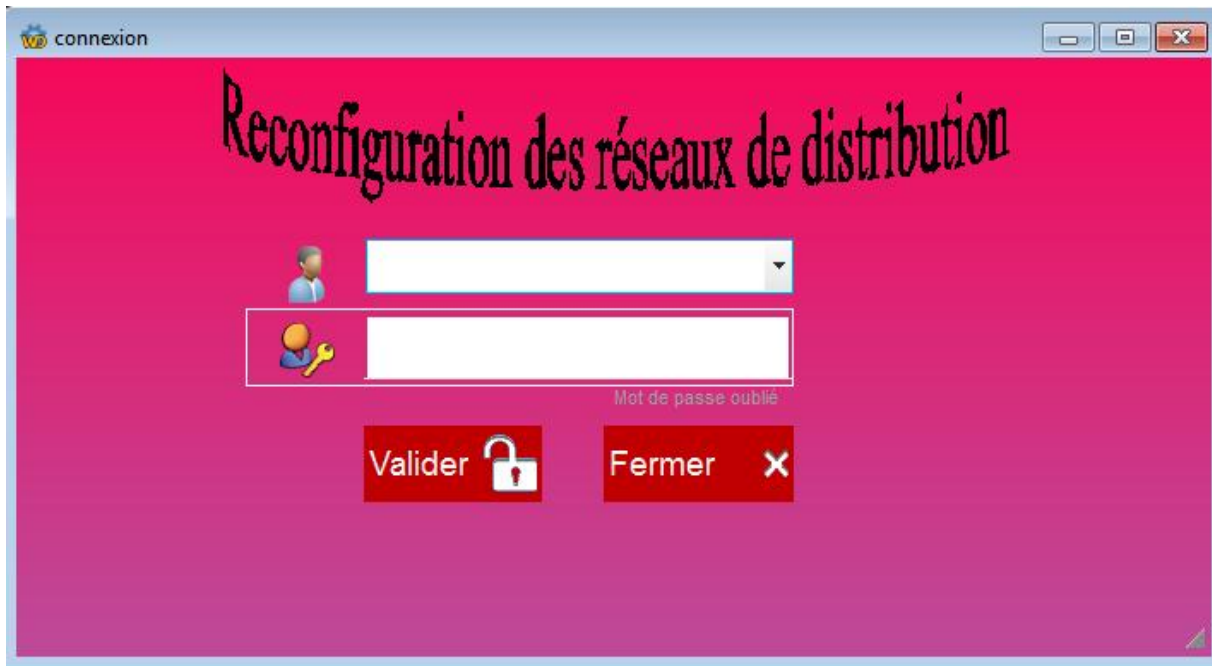 connexion
Reconfiguration des réseaux de distribution
Mot de passe oublié
Valider
Fermer